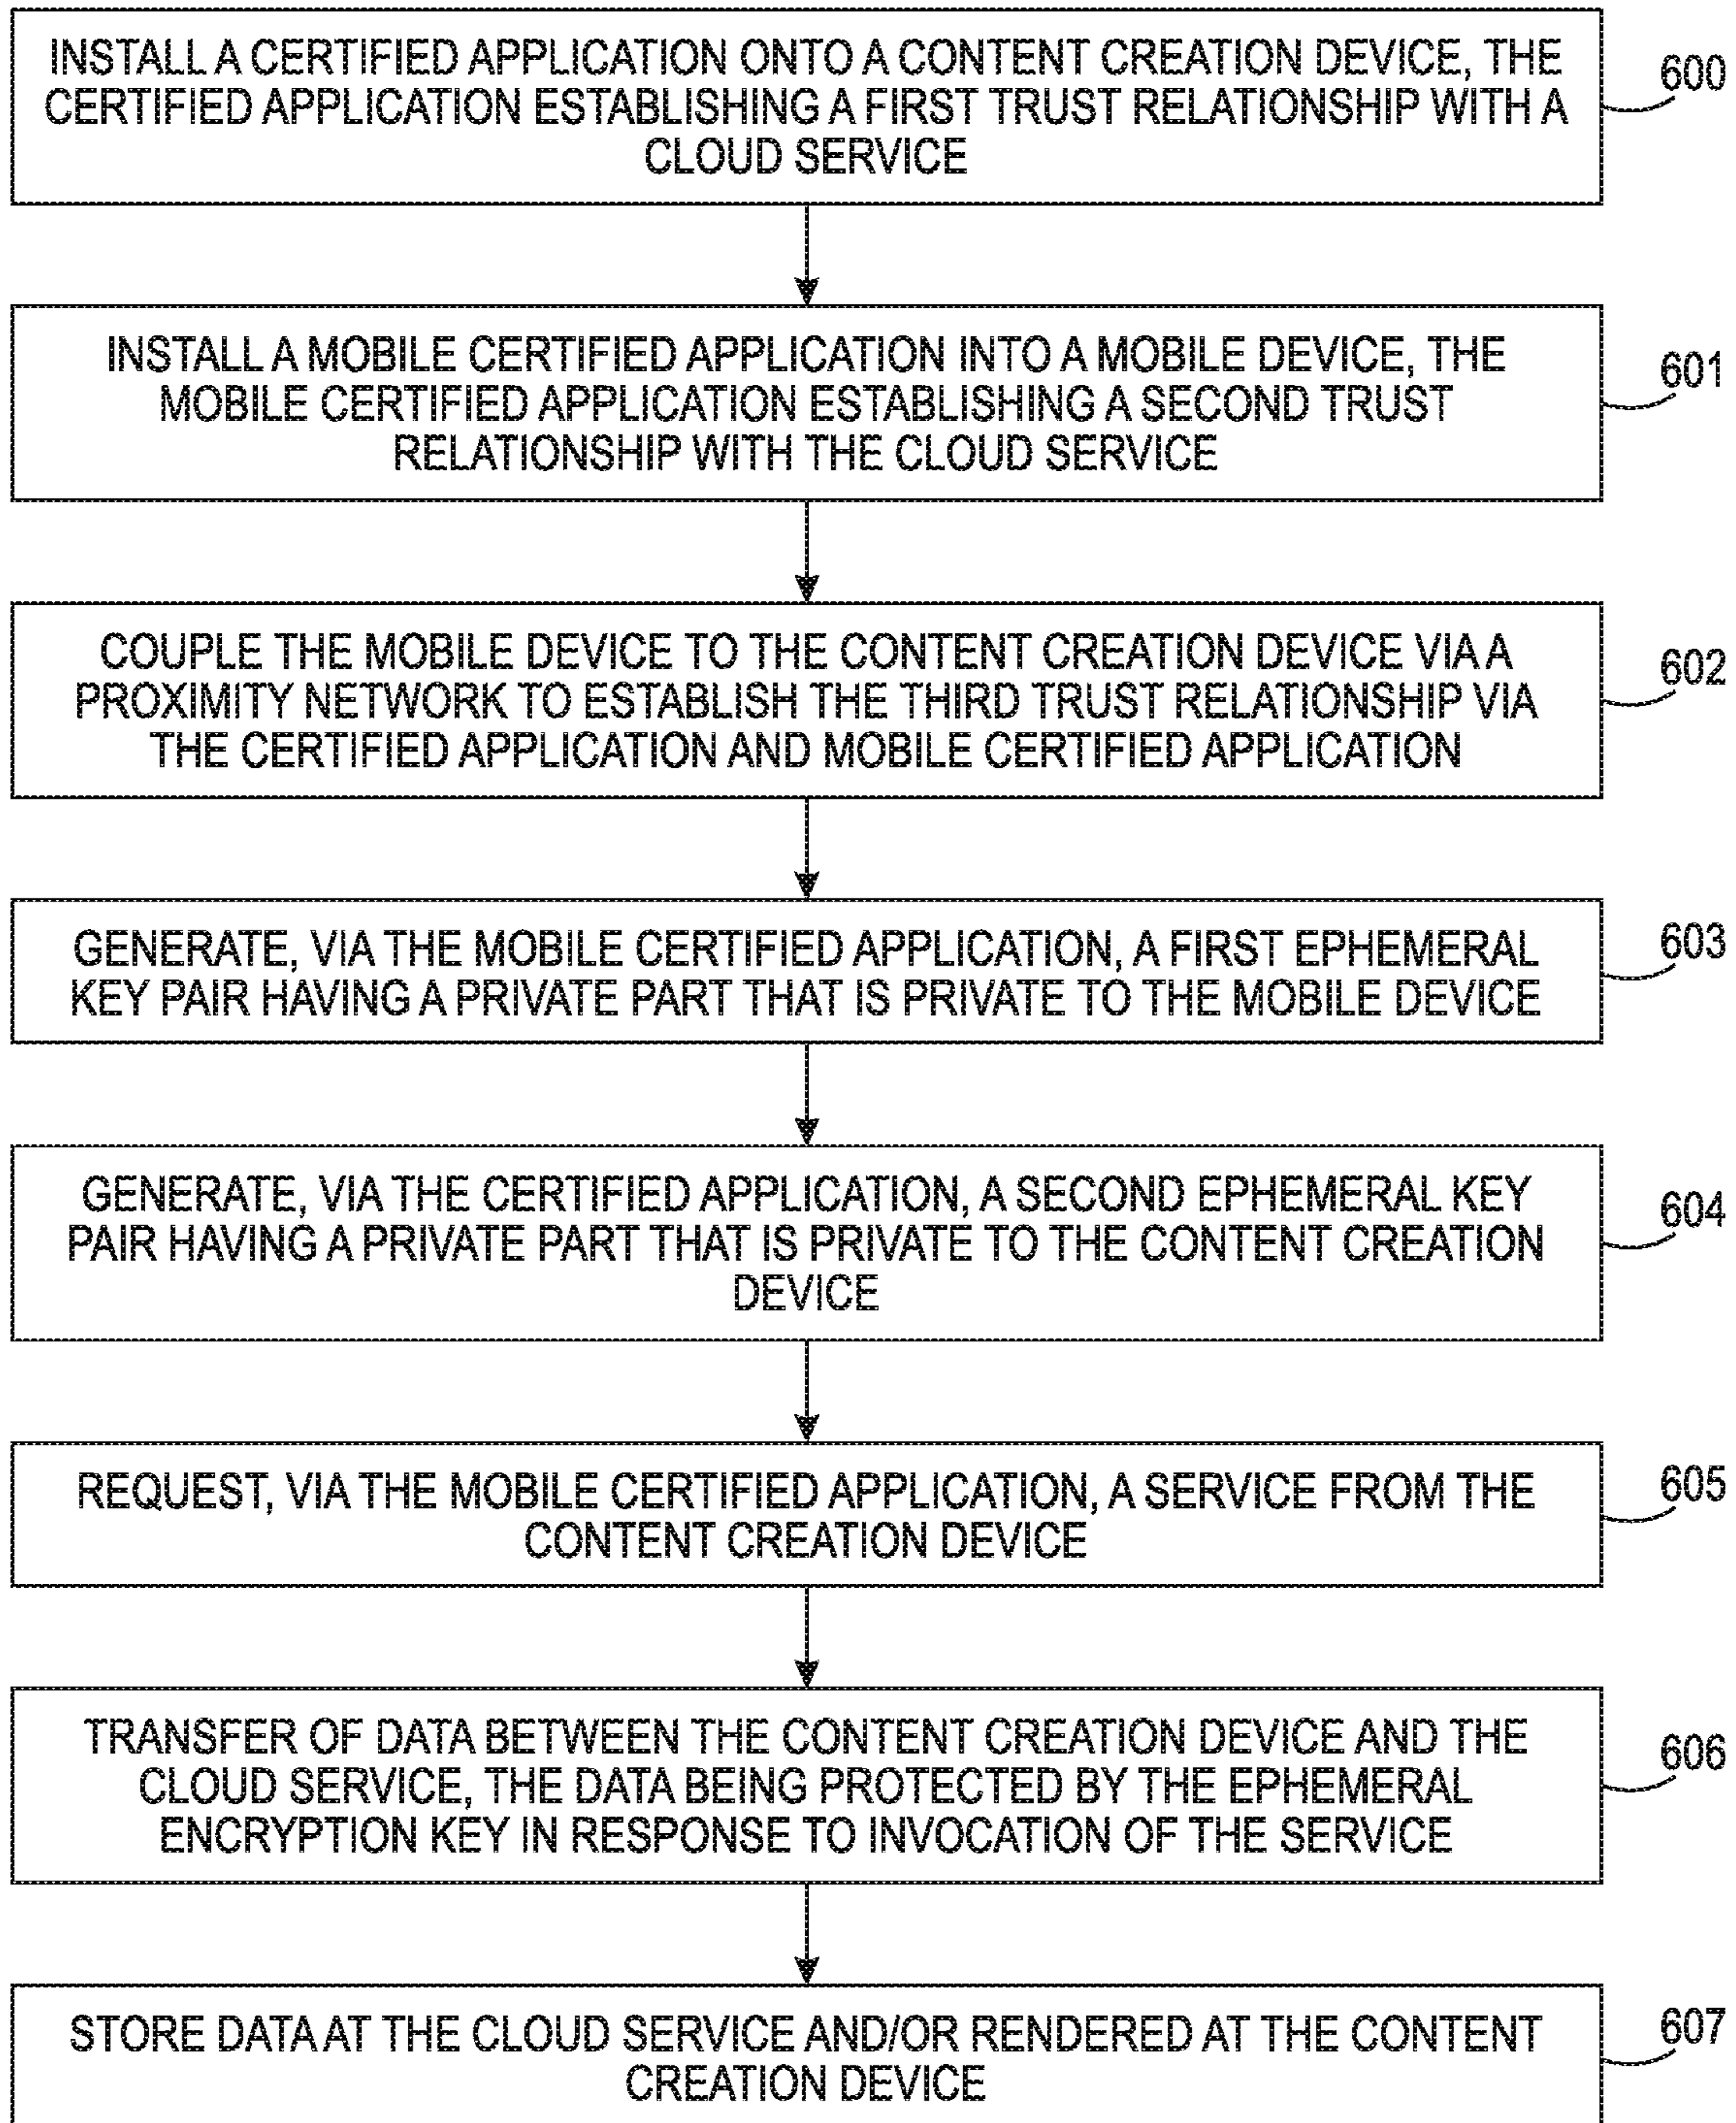 INSTALL A CERTIFIED APPLICATION ONTO A CONTENT CREATION DEVICE, THE
CERTIFIED APPLICATION ESTABLISHING A FIRST TRUST RELATIONSHIP WITH A
CLOUD SERVICE
600
INSTALL A MOBILE CERTIFIED APPLICATION INTO A MOBILE DEVICE, THE
MOBILE CERTIFIED APPLICATION ESTABLISHING A SECOND TRUST
RELATIONSHIP WITH THE CLOUD SERVICE
601
COUPLE THE MOBILE DEVICE TO THE CONTENT CREATION DEVICE VIA A
PROXIMITY NETWORK TO ESTABLISH THE THIRD TRUST RELATIONSHIP VIA
THE CERTIFIED APPLICATION AND MOBILE CERTIFIED APPLICATION
602
GENERATE, VIA THE MOBILE CERTIFIED APPLICATION, A FIRST EPHEMERAL
KEY PAIR HAVING A PRIVATE PART THAT IS PRIVATE TO THE MOBILE DEVICE
603
GENERATE, VIA THE CERTIFIED APPLICATION, A SECOND EPHEMERAL KEY
PAIR HAVING A PRIVATE PART THAT IS PRIVATE TO THE CONTENT CREATION
DEVICE
604
REQUEST, VIA THE MOBILE CERTIFIED APPLICATION, A SERVICE FROM THE
CONTENT CREATION DEVICE
605
TRANSFER OF DATA BETWEEN THE CONTENT CREATION DEVICE AND THE
CLOUD SERVICE, THE DATA BEING PROTECTED BY THE EPHEMERAL
ENCRYPTION KEY IN RESPONSE TO INVOCATION OF THE SERVICE
606
STORE DATA AT THE CLOUD SERVICE AND/OR RENDERED AT THE CONTENT
CREATION DEVICE
607